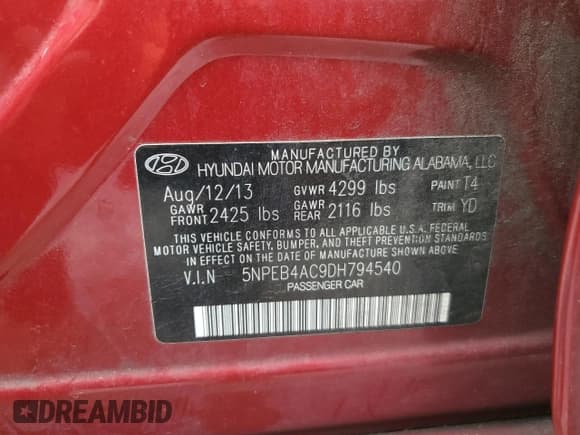 MANUFACTURED BY
HYUNDAI MOTOR MANUFACTURING ALABAMA, LLC
Aug/12/13 GVWR 4299 lbs PAINT T4
GAWR FRONT 2425 lbs GAWR REAR 2116 lbs TRIM YD
THIS VEHICLE CONFORMS TO ALL APPLICABLE U.S.A. FEDERAL
MOTOR VEHICLE SAFETY, BUMPER, AND THEFT PREVENTION STANDARDS
IN EFFECT ON THE DATE OF MANUFACTURE SHOWN ABOVE.
V.I.N 5NPEB4AC9DH794540
PASSENGER CAR
DREAMBID